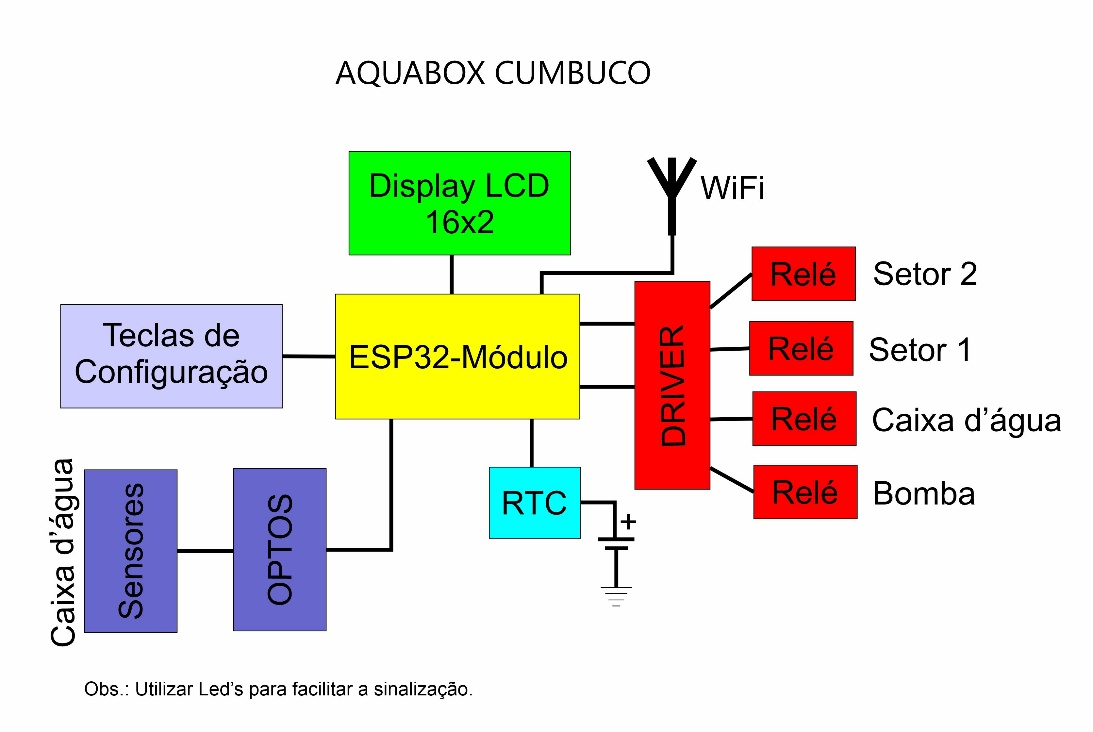 AQUABOX CUMBUCO
Display LCD
16x2
WiFi
Teclas de
Configuração
ESP32-Módulo
DRIVER
Relé
Setor 2
Relé
Setor 1
Relé
Caixa d’água
Relé
Bomba
Caixa d’água
Sensores
OPTOS
RTC
+
Obs.: Utilizar Led’s para facilitar a sinalização.